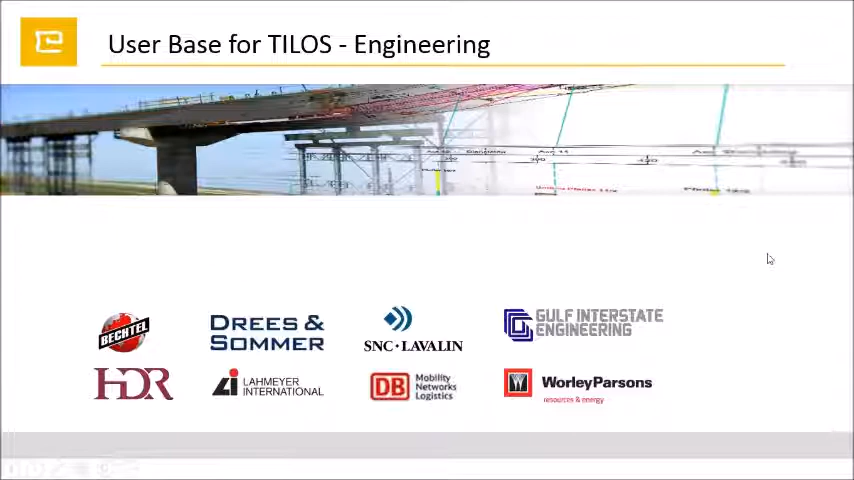 User Base for TILOS - Engineering
BECHTEL
DREES &
SOMMER
SNC·LAVALIN
GULF INTERSTATE
ENGINEERING
HDR
LAHMEYER
INTERNATIONAL
DB
Mobility
Networks
Logistics
WorleyParsons
resources & energy